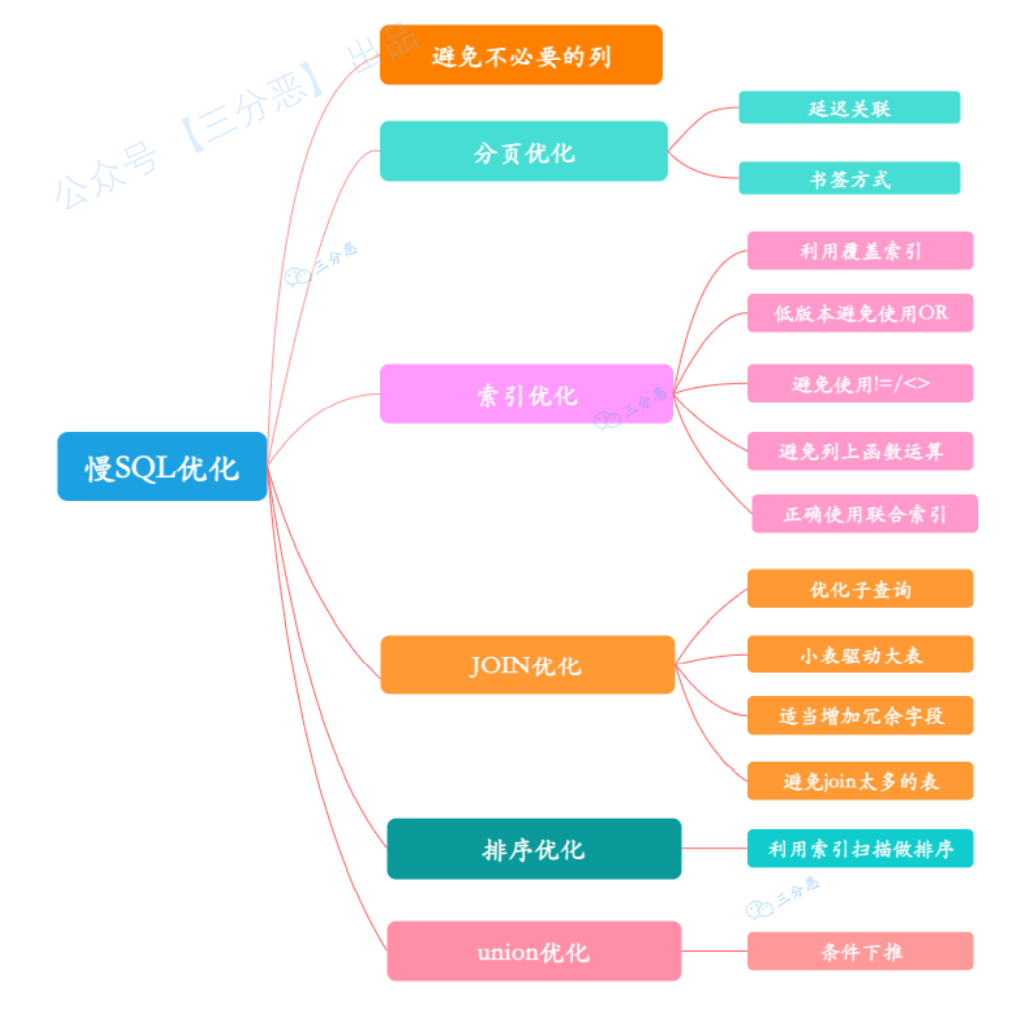 避免不必要的列
公众号 【三分恶】 出品
分页优化
延迟关联
书签方式
三分恶
索引优化
三分恶
利用覆盖索引
低版本避免使用OR
避免使用!=/<>
避免列上函数运算
正确使用联合索引
慢SQL优化
JOIN优化
优化子查询
小表驱动大表
适当增加冗余字段
避免join太多的表
排序优化
利用索引扫描做排序
三分恶
union优化
条件下推